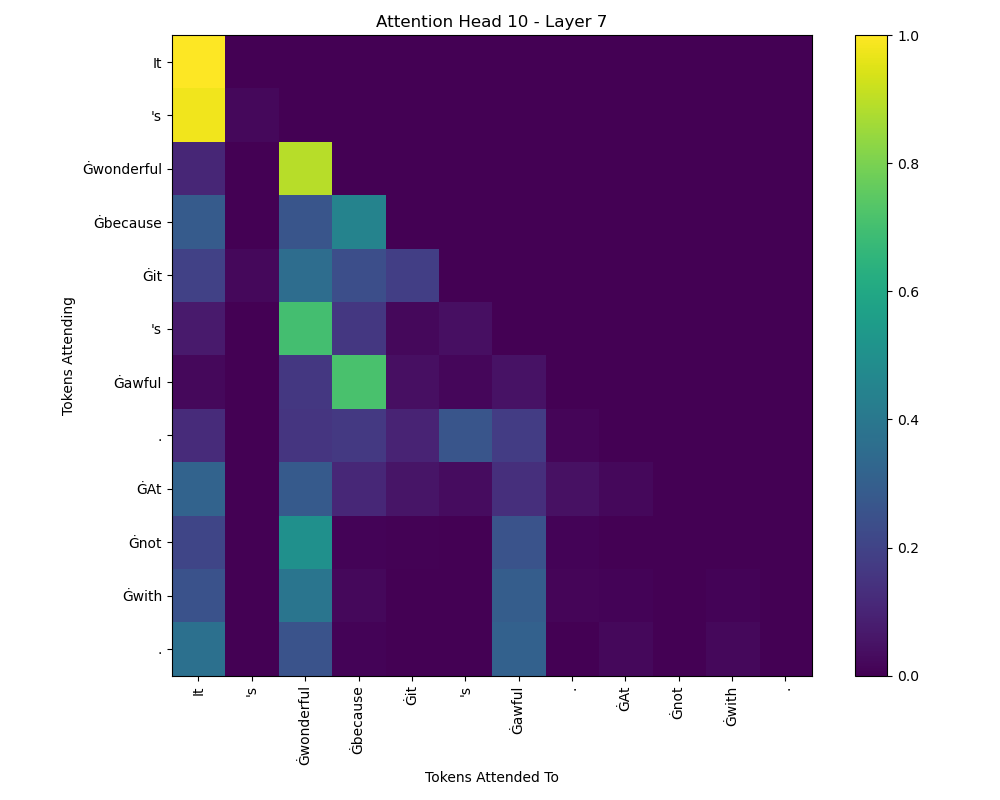 Attention Head 10 - Layer 7
It
's
Ġwonderful
Ġbecause
Ġit
's
Ġawful
.
ĠAt
Ġnot
Ġwith
.
Tokens Attending
It
's
Ġwonderful
Ġbecause
Ġit
's
Ġawful
.
ĠAt
Ġnot
Ġwith
.
Tokens Attended To
1.0
0.8
0.6
0.4
0.2
0.0